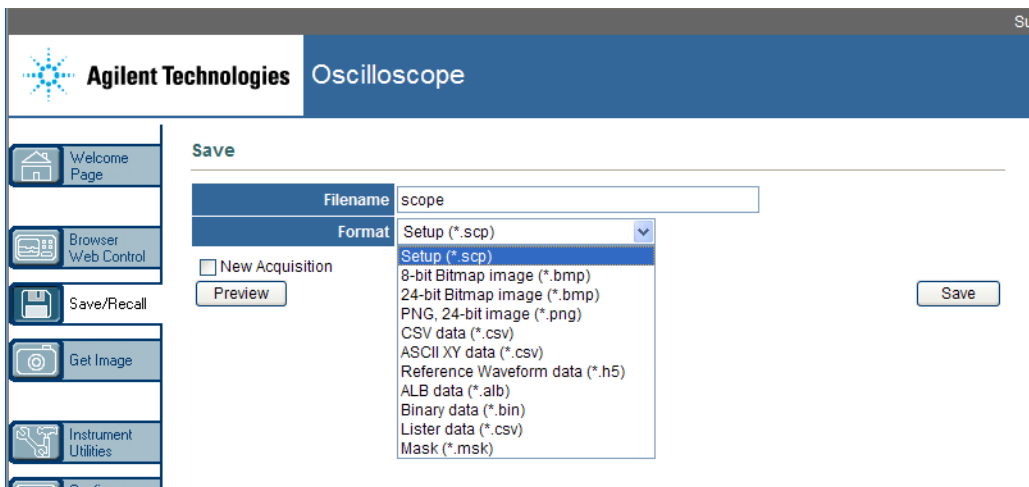 Su
Agilent Technologies
Oscilloscope
Welcome
Page
Browser
Web Control
Save/Recall
Get Image
Instrument
Utilities
Save
Filename scope
Format Setup (*.scp)
Setup (*.scp)
8-bit Bitmap image (*.bmp)
24-bit Bitmap image (*.bmp)
PNG, 24-bit image (*.png)
CSV data (*.csv)
ASCII XY data (*.csv)
Reference Waveform data (*.h5)
ALB data (*.alb)
Binary data (*.bin)
Lister data (*.csv)
Mask (*.msk)
New Acquisition
Preview
Save